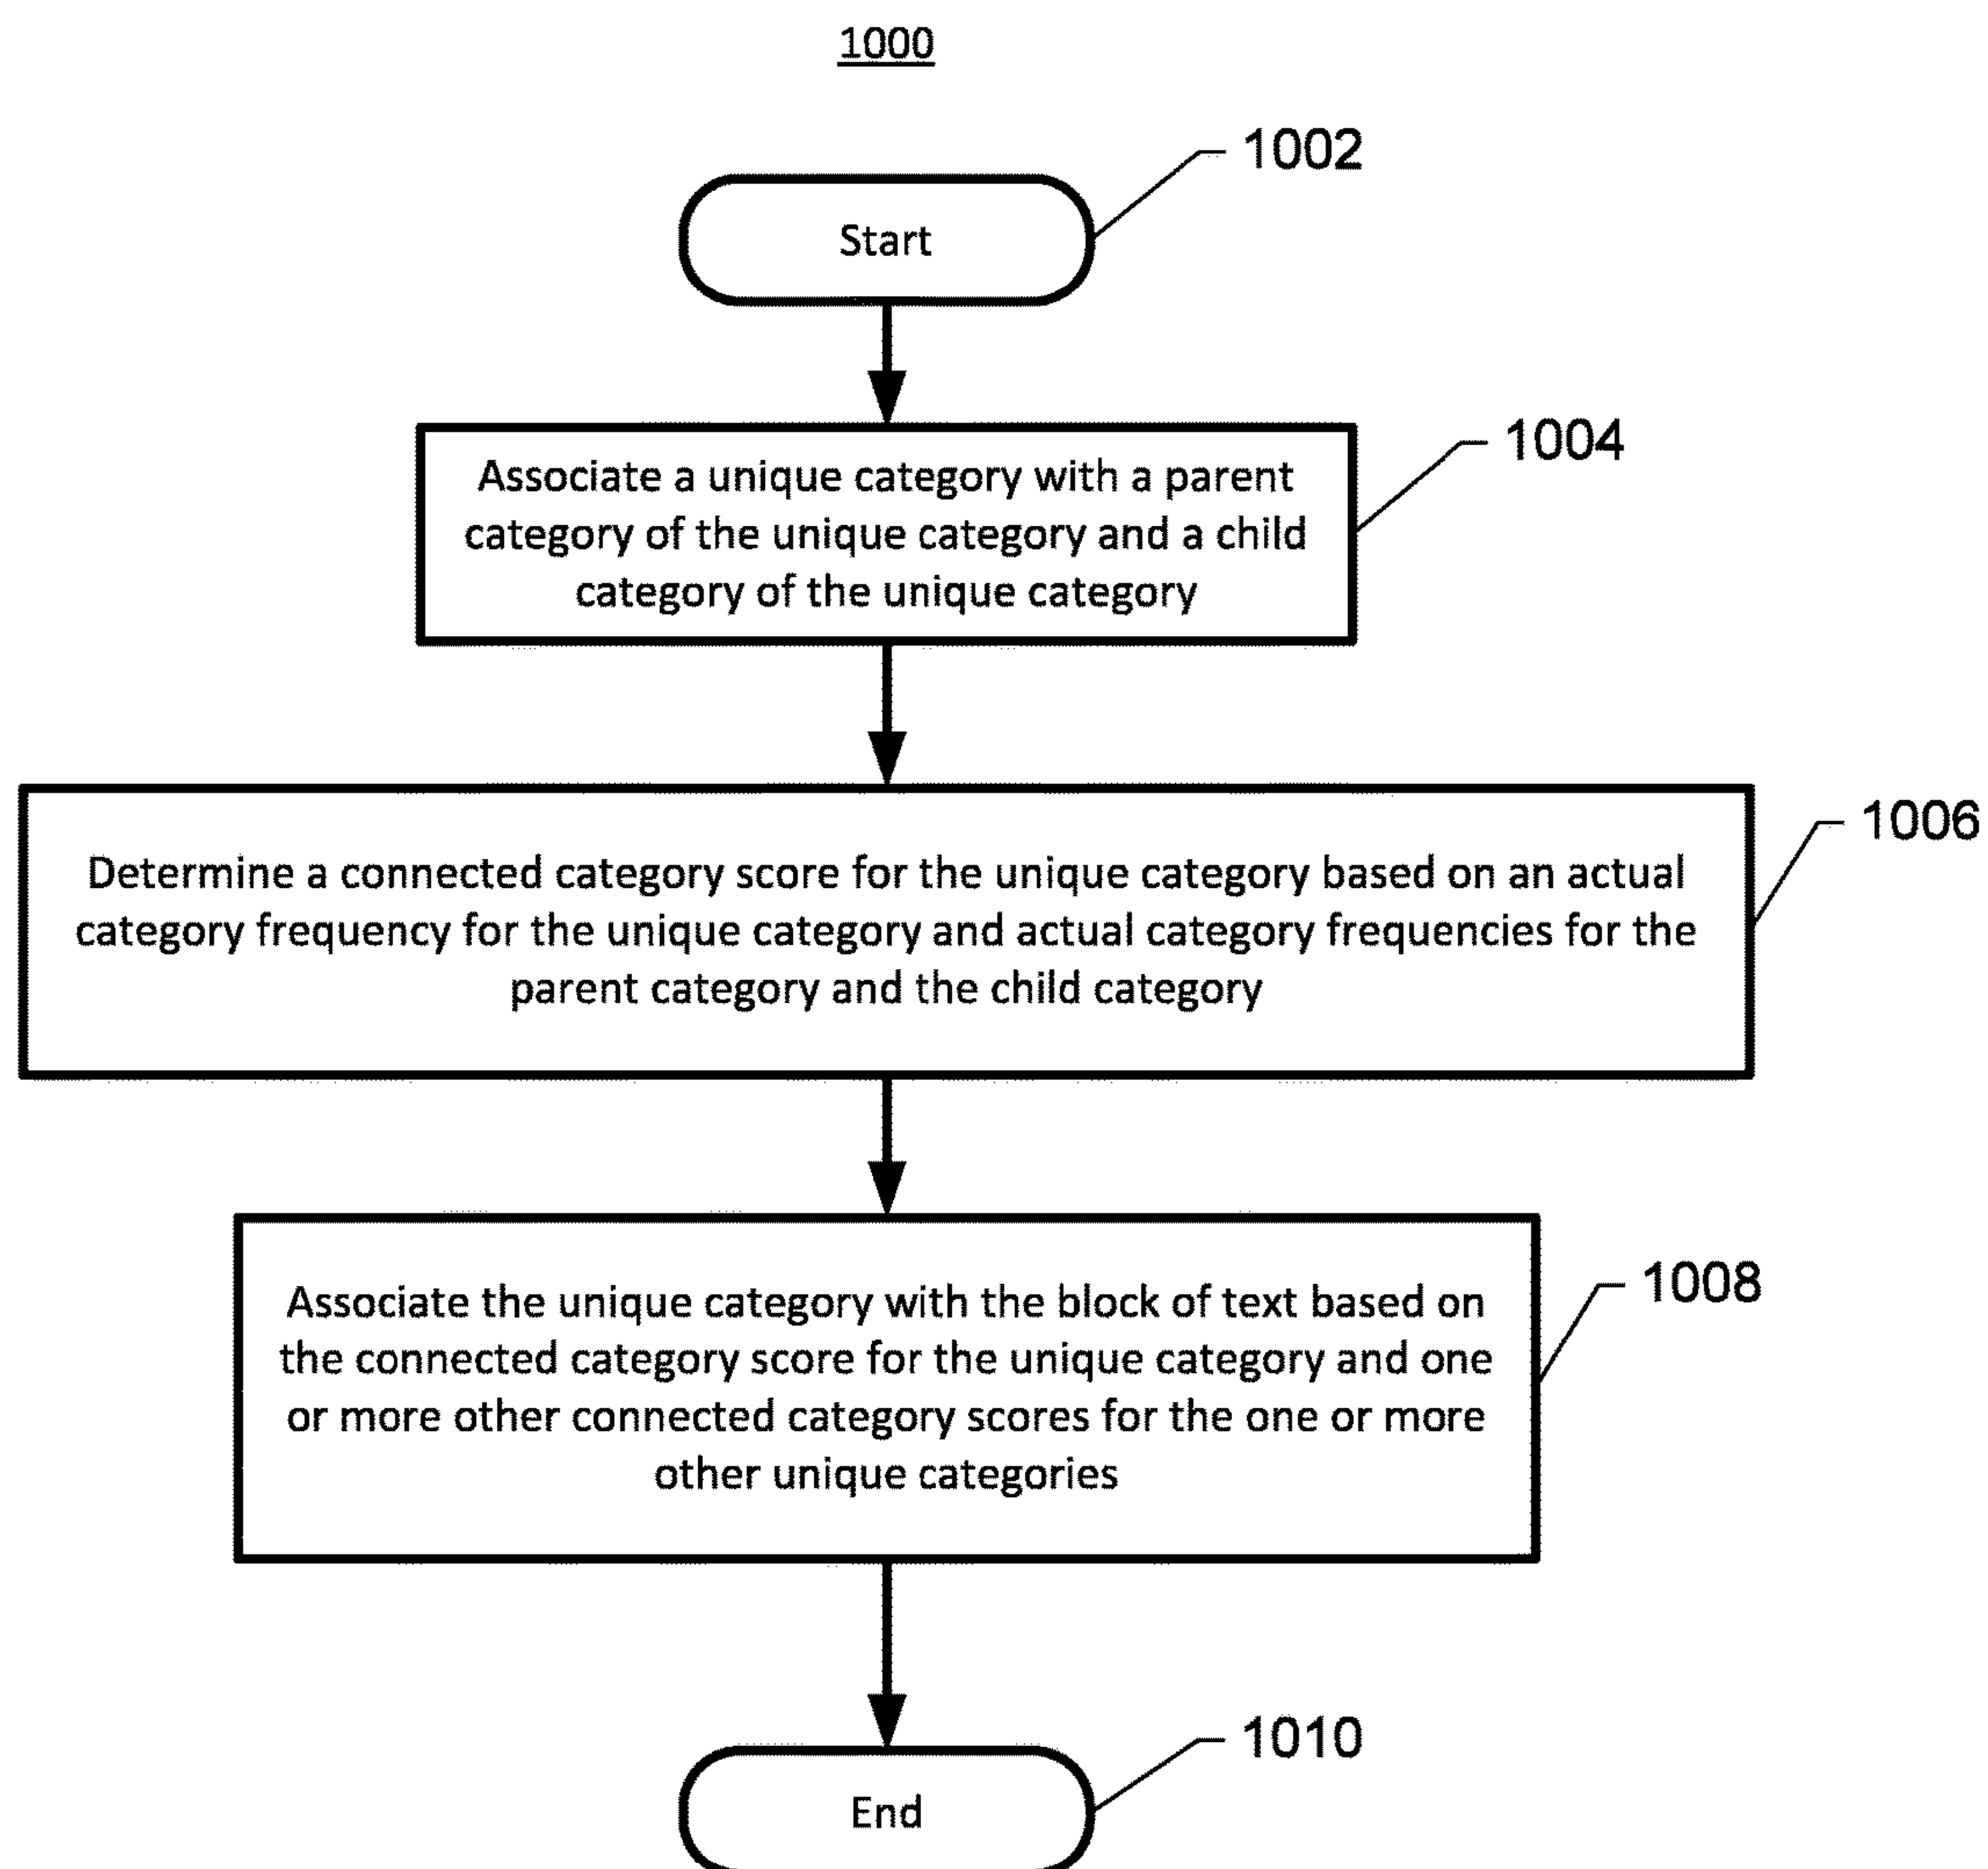 1000
1002
Start
1004
Associate a unique category with a parent
category of the unique category and a child
category of the unique category
1006
Determine a connected category score for the unique category based on an actual
category frequency for the unique category and actual category frequencies for the
parent category and the child category
1008
Associate the unique category with the block of text based on
the connected category score for the unique category and one
or more other connected category scores for the one or more
other unique categories
1010
End